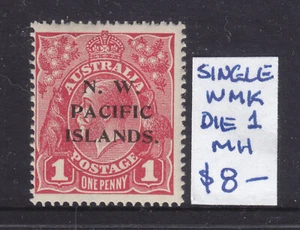 AUSTRALIA
N. W.
PACIFIC
ISLANDS.
1 POSTAGE 1
ONE PENNY
SINGLE
WMK
DIE 1
MH
$8-